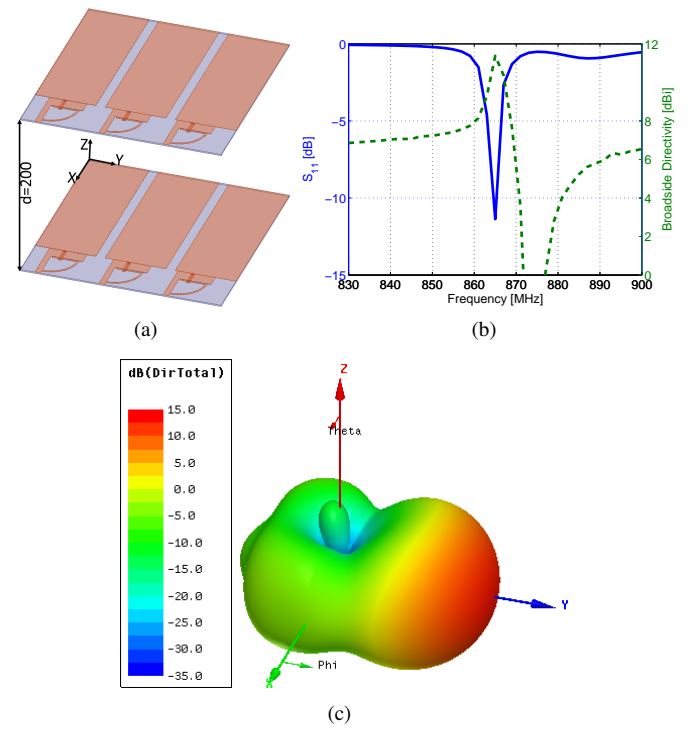 d=200
Z
Y
X
(a)
0
−5
−10
−15
S11 [dB]
12
8
6
4
2
0
Broadside Directivity [dBi]
830 840 850 860 870 880 890 900
Frequency [MHz]
(b)
dB(DirTotal)
15.0
10.0
5.0
0.0
-5.0
-10.0
-15.0
-20.0
-25.0
-30.0
-35.0
Z
Theta
Y
Phi
X
(c)